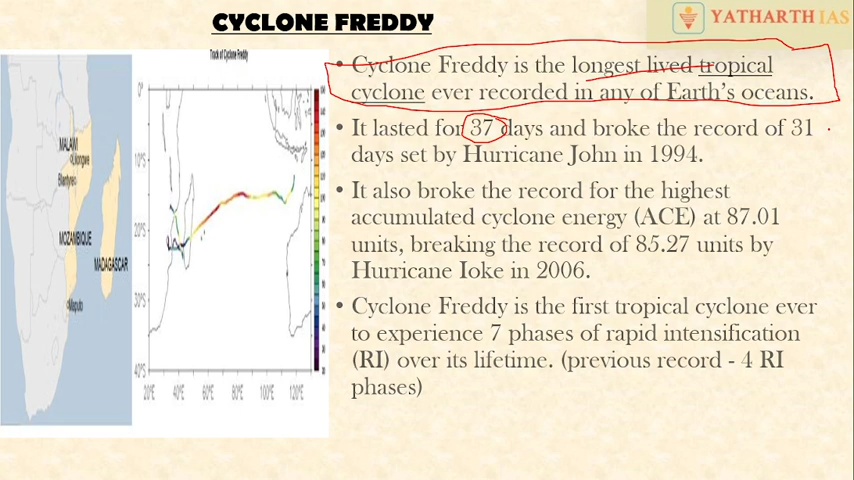 CYCLONE FREDDY
YATHARTH IAS
Track of Cyclone Freddy
• Cyclone Freddy is the longest lived tropical
cyclone ever recorded in any of Earth's oceans.
• It lasted for 37 days and broke the record of 31
days set by Hurricane John in 1994.
• It also broke the record for the highest
accumulated cyclone energy (ACE) at 87.01
units, breaking the record of 85.27 units by
Hurricane Ioke in 2006.
• Cyclone Freddy is the first tropical cyclone ever
to experience 7 phases of rapid intensification
(RI) over its lifetime. (previous record - 4 RI
phases)
MALAWI
Lilongwe
Blantyre
MOZAMBIQUE
MADAGASCAR
Maputo
0°
10°S
20°S
30°S
40°S
20°E 40°E 60°E 80°E 100°E 120°E